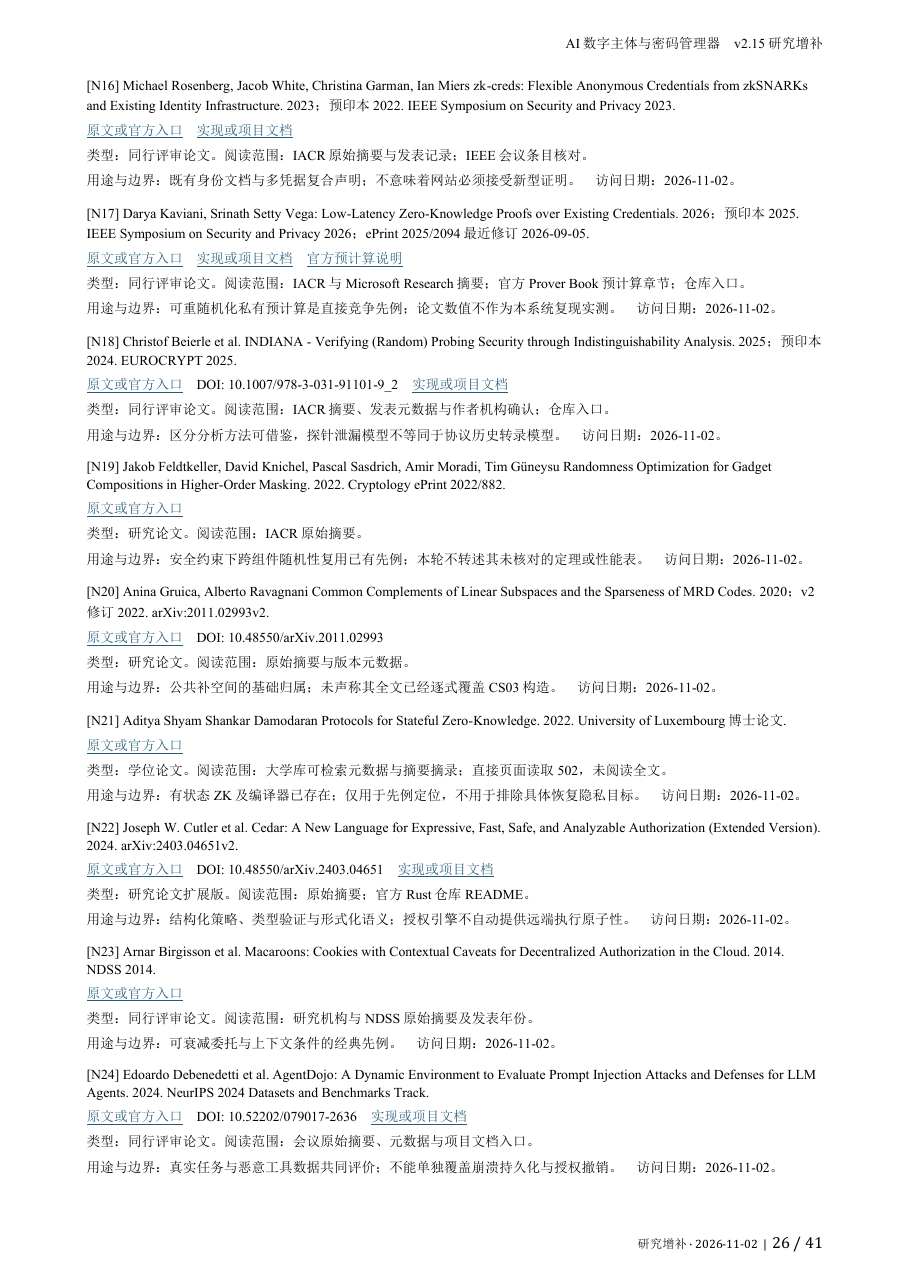 AI 数字主体与密码管理器 v2.15 研究增补
[N16] Michael Rosenberg, Jacob White, Christina Garman, Ian Miers zk-creds: Flexible Anonymous Credentials from zkSNARKs
and Existing Identity Infrastructure. 2023；预印本 2022. IEEE Symposium on Security and Privacy 2023.
原文或官方入口 实现或项目文档
类型：同行评审论文。阅读范围：IACR 原始摘要与发表记录；IEEE 会议条目核对。
用途与边界：既有身份文档与多凭据复合声明；不意味着网站必须接受新型证明。 访问日期：2026-11-02。
[N17] Darya Kaviani, Srinath Setty Vega: Low-Latency Zero-Knowledge Proofs over Existing Credentials. 2026；预印本 2025.
IEEE Symposium on Security and Privacy 2026；ePrint 2025/2094 最近修订 2026-09-05.
原文或官方入口 实现或项目文档 官方预计算说明
类型：同行评审论文。阅读范围：IACR 与 Microsoft Research 摘要；官方 Prover Book 预计算章节；仓库入口。
用途与边界：可重随机化私有预计算是直接竞争先例；论文数值不作为本系统复现实测。 访问日期：2026-11-02。
[N18] Christof Beierle et al. INDIANA - Verifying (Random) Probing Security through Indistinguishability Analysis. 2025；预印本
2024. EUROCRYPT 2025.
原文或官方入口 DOI: 10.1007/978-3-031-91101-9_2 实现或项目文档
类型：同行评审论文。阅读范围：IACR 摘要、发表元数据与作者机构确认；仓库入口。
用途与边界：区分分析方法可借鉴，探针泄漏模型不等同于协议历史转录模型。 访问日期：2026-11-02。
[N19] Jakob Feldtkeller, David Knichel, Pascal Sasdrich, Amir Moradi, Tim Güneysu Randomness Optimization for Gadget
Compositions in Higher-Order Masking. 2022. Cryptology ePrint 2022/882.
原文或官方入口
类型：研究论文。阅读范围：IACR 原始摘要。
用途与边界：安全约束下跨组件随机性复用已有先例；本轮不转述其未核对的定理或性能表。 访问日期：2026-11-02。
[N20] Anina Gruica, Alberto Ravagnani Common Complements of Linear Subspaces and the Sparseness of MRD Codes. 2020；v2
修订 2022. arXiv:2011.02993v2.
原文或官方入口 DOI: 10.48550/arXiv.2011.02993
类型：研究论文。阅读范围：原始摘要与版本元数据。
用途与边界：公共补空间的基础归属；未声称其全文已经逐式覆盖 CS03 构造。 访问日期：2026-11-02。
[N21] Aditya Shyam Shankar Damodaran Protocols for Stateful Zero-Knowledge. 2022. University of Luxembourg 博士论文.
原文或官方入口
类型：学位论文。阅读范围：大学库可检索元数据与摘要摘录；直接页面读取 502，未阅读全文。
用途与边界：有状态 ZK 及编译器已存在；仅用于先例定位，不用于排除具体恢复隐私目标。 访问日期：2026-11-02。
[N22] Joseph W. Cutler et al. Cedar: A New Language for Expressive, Fast, Safe, and Analyzable Authorization (Extended Version).
2024. arXiv:2403.04651v2.
原文或官方入口 DOI: 10.48550/arXiv.2403.04651 实现或项目文档
类型：研究论文扩展版。阅读范围：原始摘要；官方 Rust 仓库 README。
用途与边界：结构化策略、类型验证与形式化语义；授权引擎不自动提供远端执行原子性。 访问日期：2026-11-02。
[N23] Arnar Birgisson et al. Macaroons: Cookies with Contextual Caveats for Decentralized Authorization in the Cloud. 2014.
NDSS 2014.
原文或官方入口
类型：同行评审论文。阅读范围：研究机构与 NDSS 原始摘要及发表年份。
用途与边界：可衰减委托与上下文条件的经典先例。 访问日期：2026-11-02。
[N24] Edoardo Debenedetti et al. AgentDojo: A Dynamic Environment to Evaluate Prompt Injection Attacks and Defenses for LLM
Agents. 2024. NeurIPS 2024 Datasets and Benchmarks Track.
原文或官方入口 DOI: 10.52202/079017-2636 实现或项目文档
类型：同行评审论文。阅读范围：会议原始摘要、元数据与项目文档入口。
用途与边界：真实任务与恶意工具数据共同评价；不能单独覆盖崩溃持久化与授权撤销。 访问日期：2026-11-02。
研究增补 · 2026-11-02 | 26 / 41